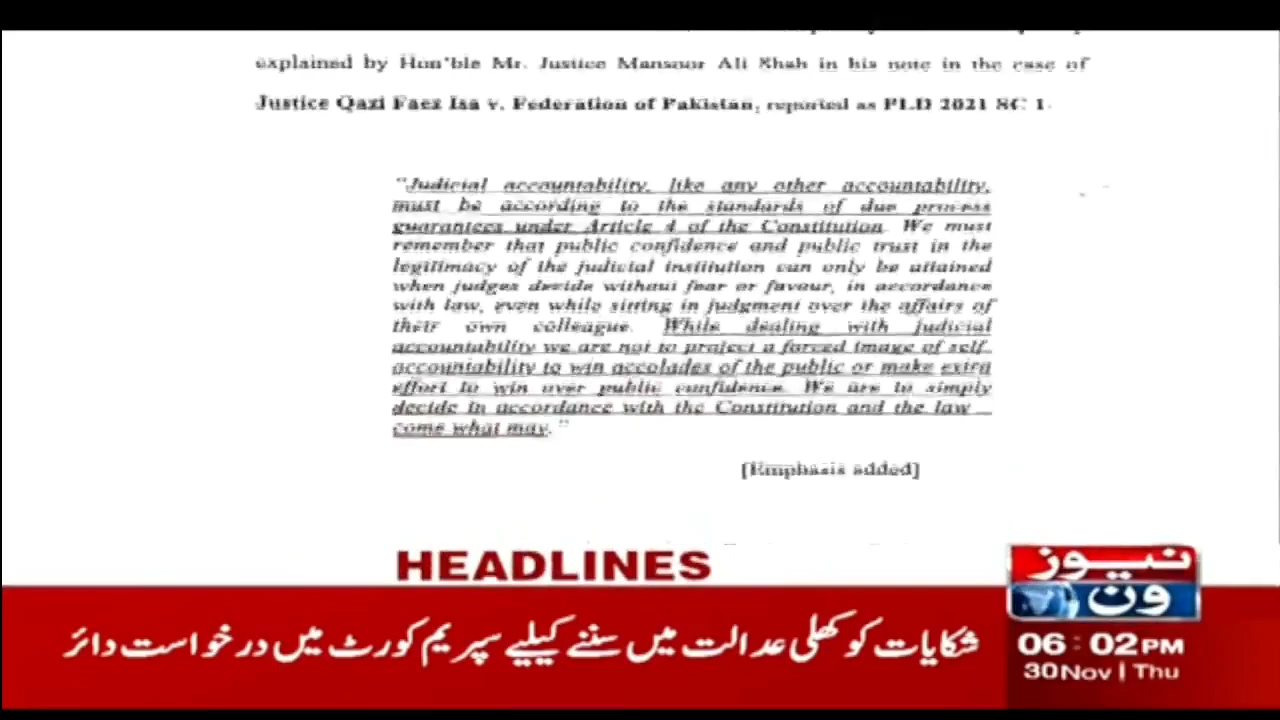 explained by Hon'ble Mr. Justice Mansoor Ali Shah in his note in the case of
Justice Qazi Faez Isa v. Federation of Pakistan, reported as PLD 2021 SC 1.
"Judicial accountability, like any other accountability,
must be according to the standards of due process
guarantees under Article 4 of the Constitution. We must
remember that public confidence and public trust in the
legitimacy of the judicial institution can only be attained
when judges decide without fear or favour, in accordance
with law, even while sitting in judgment over the affairs of
their own colleague. While dealing with judicial
accountability we are not to project a forced image of self-
accountability to win accolades of the public or make extra
effort to win over public confidence. We are to simply
decide in accordance with the Constitution and the law _
come what may."
[Emphasis added]
HEADLINES
نیوز
ون
شکایات کو کھلی عدالت میں سننے کیلیے سپریم کورٹ میں درخواست دائر
06:02PM
30Nov | Thu